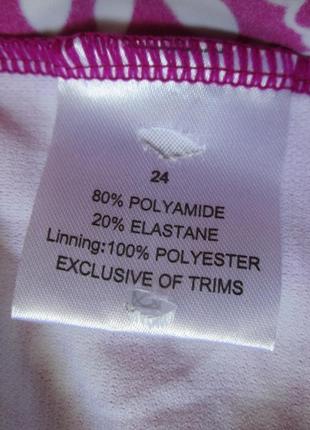 24
80% POLYAMIDE
20% ELASTANE
Linning:100% POLYESTER
EXCLUSIVE OF TRIMS